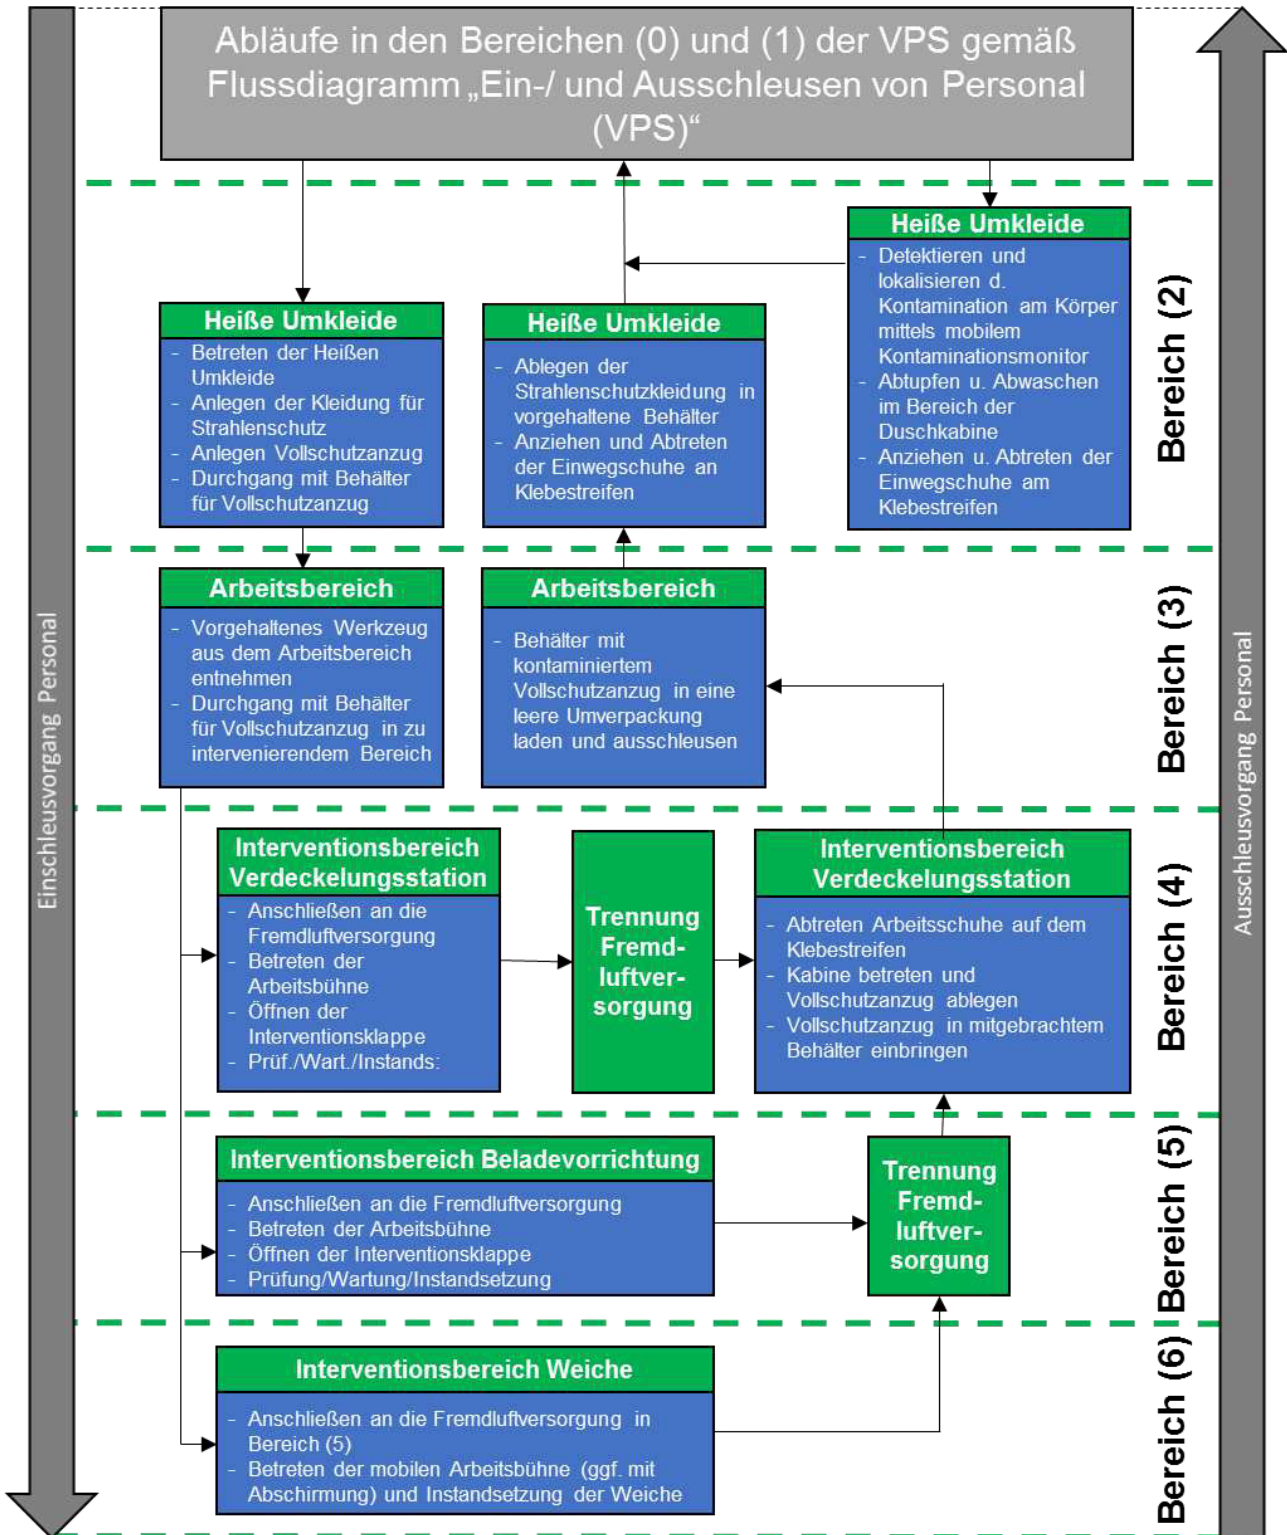 Abläufe in den Bereichen (0) und (1) der VPS gemäß
Flussdiagramm „Ein-/ und Ausschleusen von Personal
(VPS)“
Einschleusvorgang Personal
Ausschleusvorgang Personal
Bereich (2)
Heiße Umkleide
- Betreten der Heißen
Umkleide
- Anlegen der Kleidung für
Strahlenschutz
- Anlegen Vollschutzanzug
- Durchgang mit Behälter
für Vollschutzanzug
Heiße Umkleide
- Ablegen der
Strahlenschutzkleidung in
vorgehaltene Behälter
- Anziehen und Abtreten
der Einwegschuhe an
Klebestreifen
Heiße Umkleide
- Detektieren und
lokalisieren d.
Kontamination am Körper
mittels mobilem
Kontaminationsmonitor
- Abtupfen u. Abwaschen
im Bereich der
Duschkabine
- Anziehen u. Abtreten der
Einwegschuhe am
Klebestreifen
Bereich (3)
Arbeitsbereich
- Vorgehaltenes Werkzeug
aus dem Arbeitsbereich
entnehmen
- Durchgang mit Behälter
für Vollschutzanzug in zu
intervenierendem Bereich
Arbeitsbereich
- Behälter mit
kontaminiertem
Vollschutzanzug in eine
leere Umverpackung
laden und ausschleusen
Bereich (4)
Interventionsbereich
Verdeckelungsstation
- Anschließen an die
Fremdluftversorgung
- Betreten der
Arbeitsbühne
- Öffnen der
Interventionsklappe
- Prüf./Wart./Instands:
Trennung
Fremd-
luftver-
sorgung
Interventionsbereich
Verdeckelungsstation
- Abtreten Arbeitsschuhe auf dem
Klebestreifen
- Kabine betreten und
Vollschutzanzug ablegen
- Vollschutzanzug in mitgebrachtem
Behälter einbringen
Bereich (5)
Interventionsbereich Beladevorrichtung
- Anschließen an die Fremdluftversorgung
- Betreten der Arbeitsbühne
- Öffnen der Interventionsklappe
- Prüfung/Wartung/Instandsetzung
Trennung
Fremd-
luftver-
sorgung
Bereich (6)
Interventionsbereich Weiche
- Anschließen an die Fremdluftversorgung in
Bereich (5)
- Betreten der mobilen Arbeitsbühne (ggf. mit
Abschirmung) und Instandsetzung der Weiche